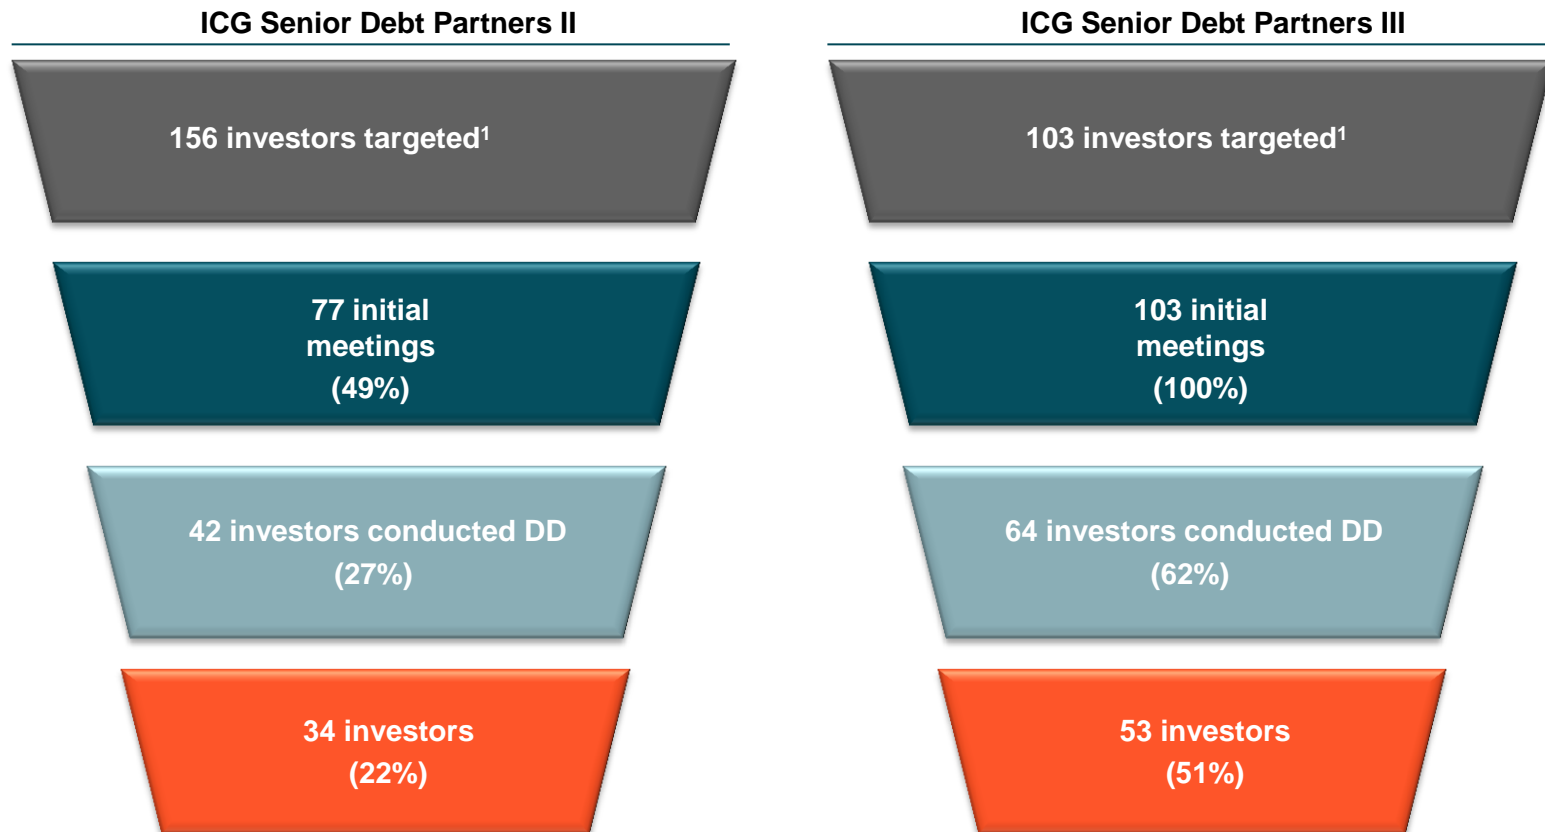 ICG Senior Debt Partners II
156 investors targeted¹
77 initial
meetings
(49%)
42 investors conducted DD
(27%)
34 investors
(22%)
ICG Senior Debt Partners III
103 investors targeted¹
103 initial
meetings
(100%)
64 investors conducted DD
(62%)
53 investors
(51%)